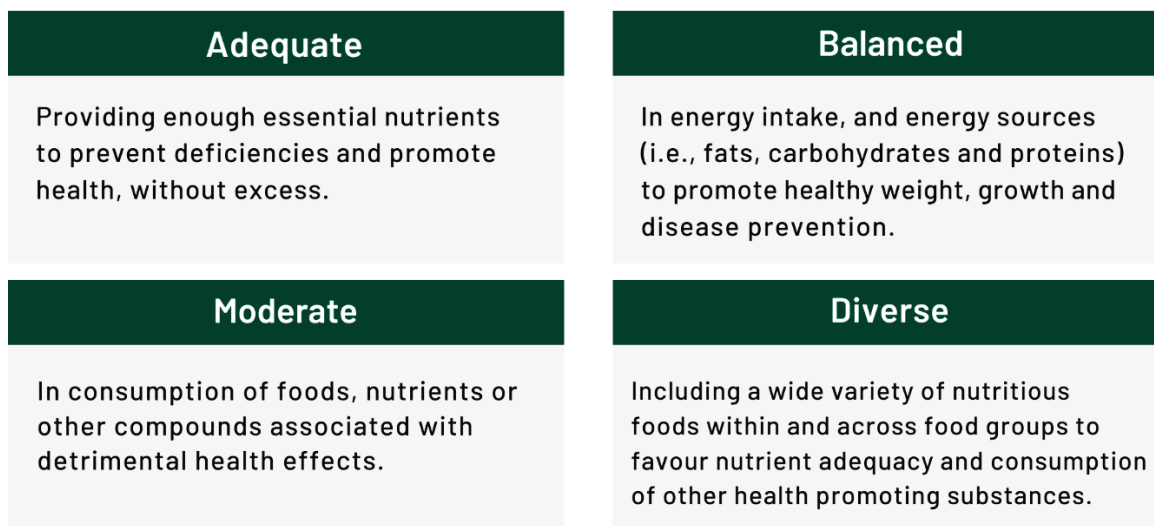 Adequate
Providing enough essential nutrients
to prevent deficiencies and promote
health, without excess.
Balanced
In energy intake, and energy sources
(i.e., fats, carbohydrates and proteins)
to promote healthy weight, growth and
disease prevention.
Moderate
In consumption of foods, nutrients or
other compounds associated with
detrimental health effects.
Diverse
Including a wide variety of nutritious
foods within and across food groups to
favour nutrient adequacy and consumption
of other health promoting substances.